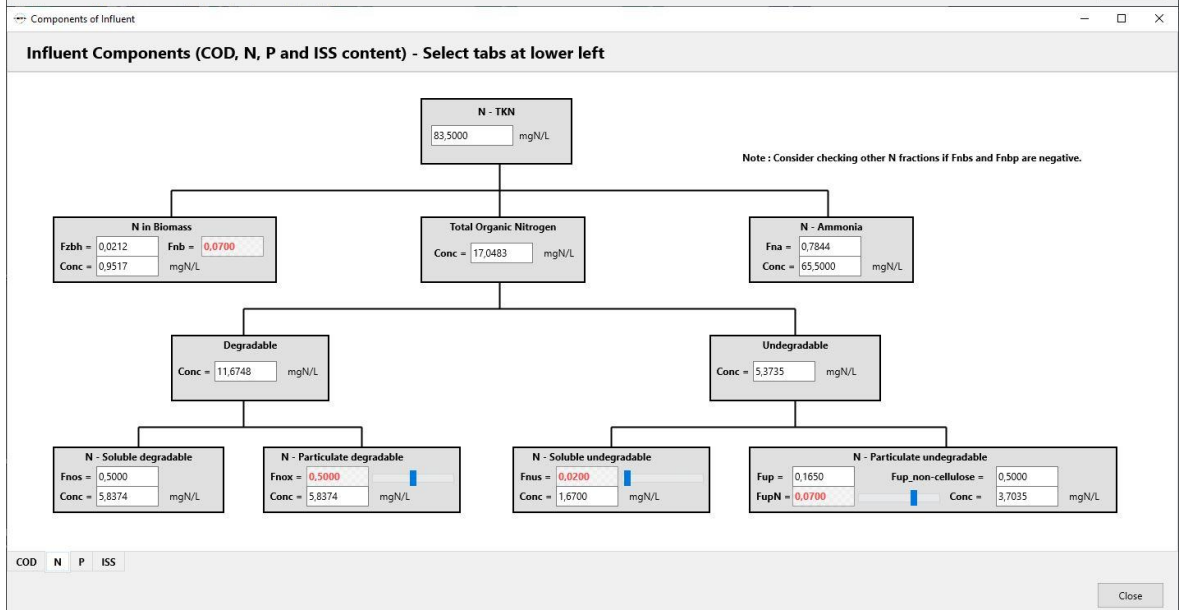 Components of Influent
Influent Components (COD, N, P and ISS content) - Select tabs at lower left
N - TKN
83,5000 mgN/L
Note : Consider checking other N fractions if Fnbs and Fnbp are negative.
N in Biomass
Fzbh = 0,0212 Fnb = 0,0700
Conc = 0,9517 mgN/L
Total Organic Nitrogen
Conc = 17,0483 mgN/L
N - Ammonia
Fna = 0,7844
Conc = 65,5000 mgN/L
Degradable
Conc = 11,6748 mgN/L
Undegradable
Conc = 5,3735 mgN/L
N - Soluble degradable
Fnos = 0,5000
Conc = 5,8374 mgN/L
N - Particulate degradable
Fnox = 0,5000
Conc = 5,8374 mgN/L
N - Soluble undegradable
Fnus = 0,0200
Conc = 1,6700 mgN/L
N - Particulate undegradable
Fup = 0,1650 Fup_non-cellulose = 0,5000
FupN = 0,0700 Conc = 3,7035 mgN/L
COD N P ISS
Close